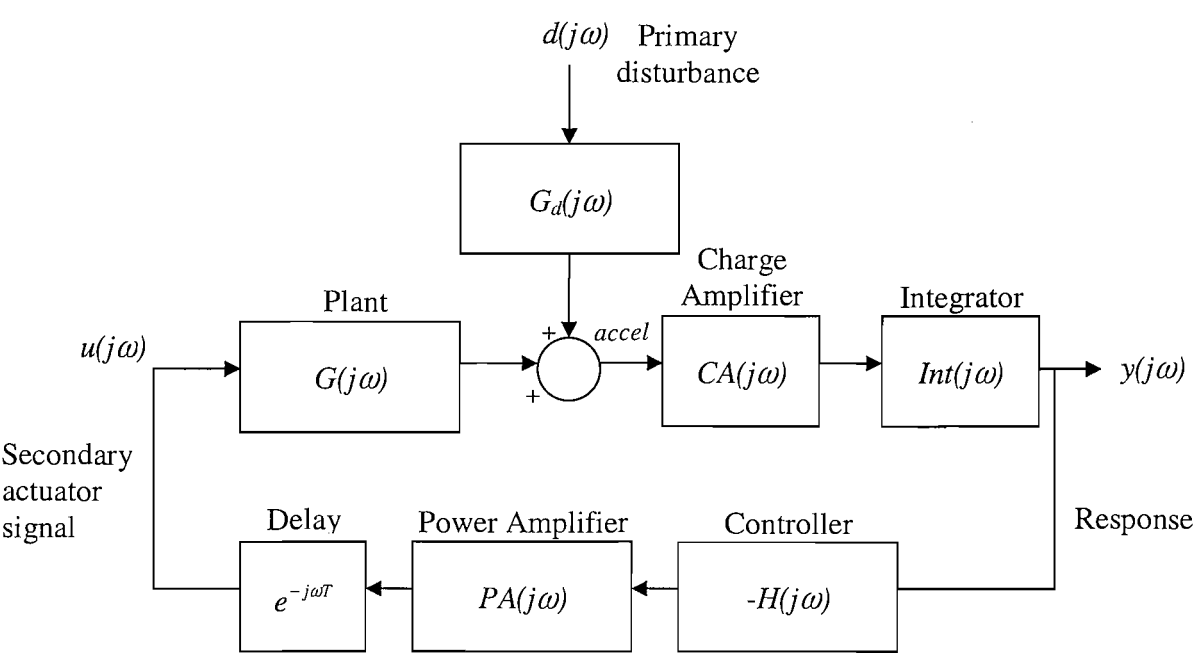 d(jω) Primary
disturbance
G_d(jω)
Charge
Amplifier
Integrator
Plant
u(jω)
G(jω)
+
+
accel
CA(jω)
Int(jω)
y(jω)
Secondary
actuator
signal
Delay
Power Amplifier
Controller
Response
e^{-jωT}
PA(jω)
-H(jω)